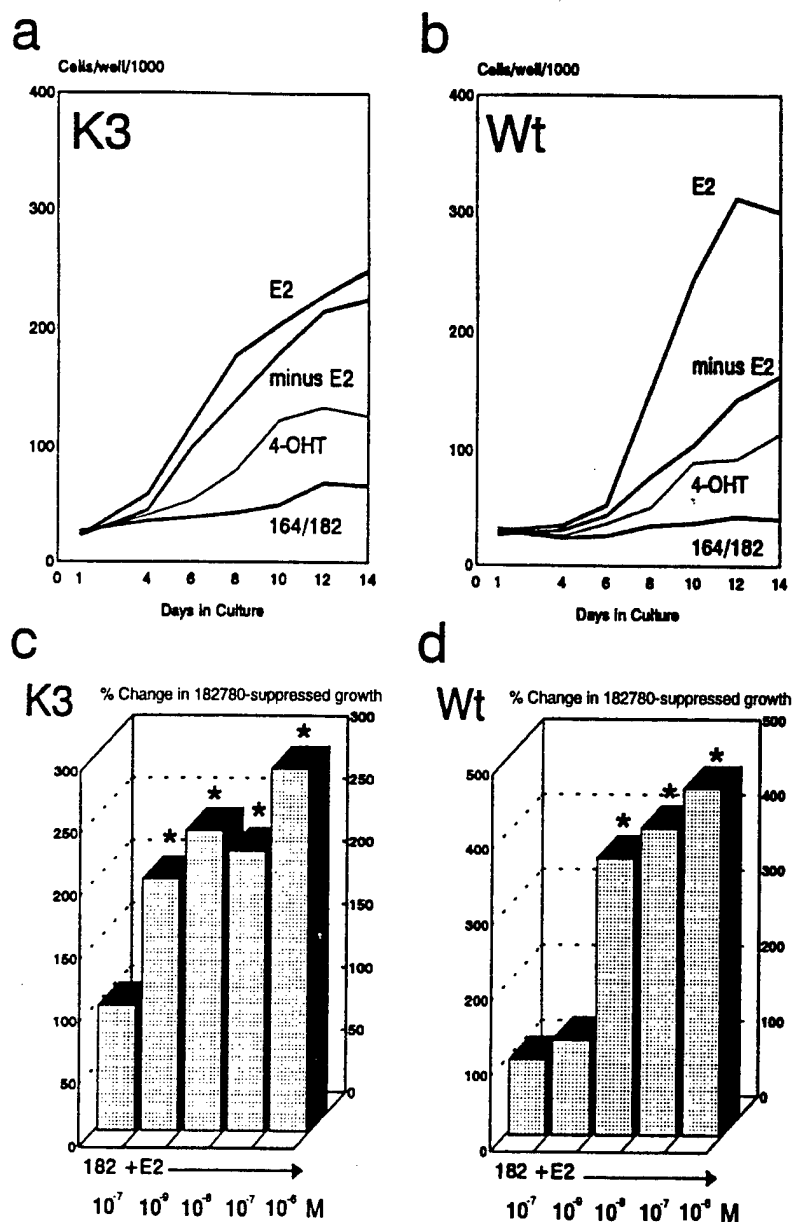 a
Cells/well/1000
K3
400
300
200
100
0
E2
minus E2
4-OHT
164/182
0 1 4 6 8 10 12 14
Days in Culture
b
Cells/well/1000
Wt
400
300
200
100
0
E2
minus E2
4-OHT
164/182
0 1 4 6 8 10 12 14
Days in Culture
c
K3
% Change in 182780-suppressed growth
300
250
200
150
100
50
0
300
250
200
150
100
50
0
* * * *
182 +E2
10⁻⁷ 10⁻⁹ 10⁻⁸ 10⁻⁷ 10⁻⁶ M
d
Wt
% Change in 182780-suppressed growth
500
400
300
200
100
0
500
400
300
200
100
0
* * *
182 +E2
10⁻⁷ 10⁻⁹ 10⁻⁸ 10⁻⁷ 10⁻⁶ M